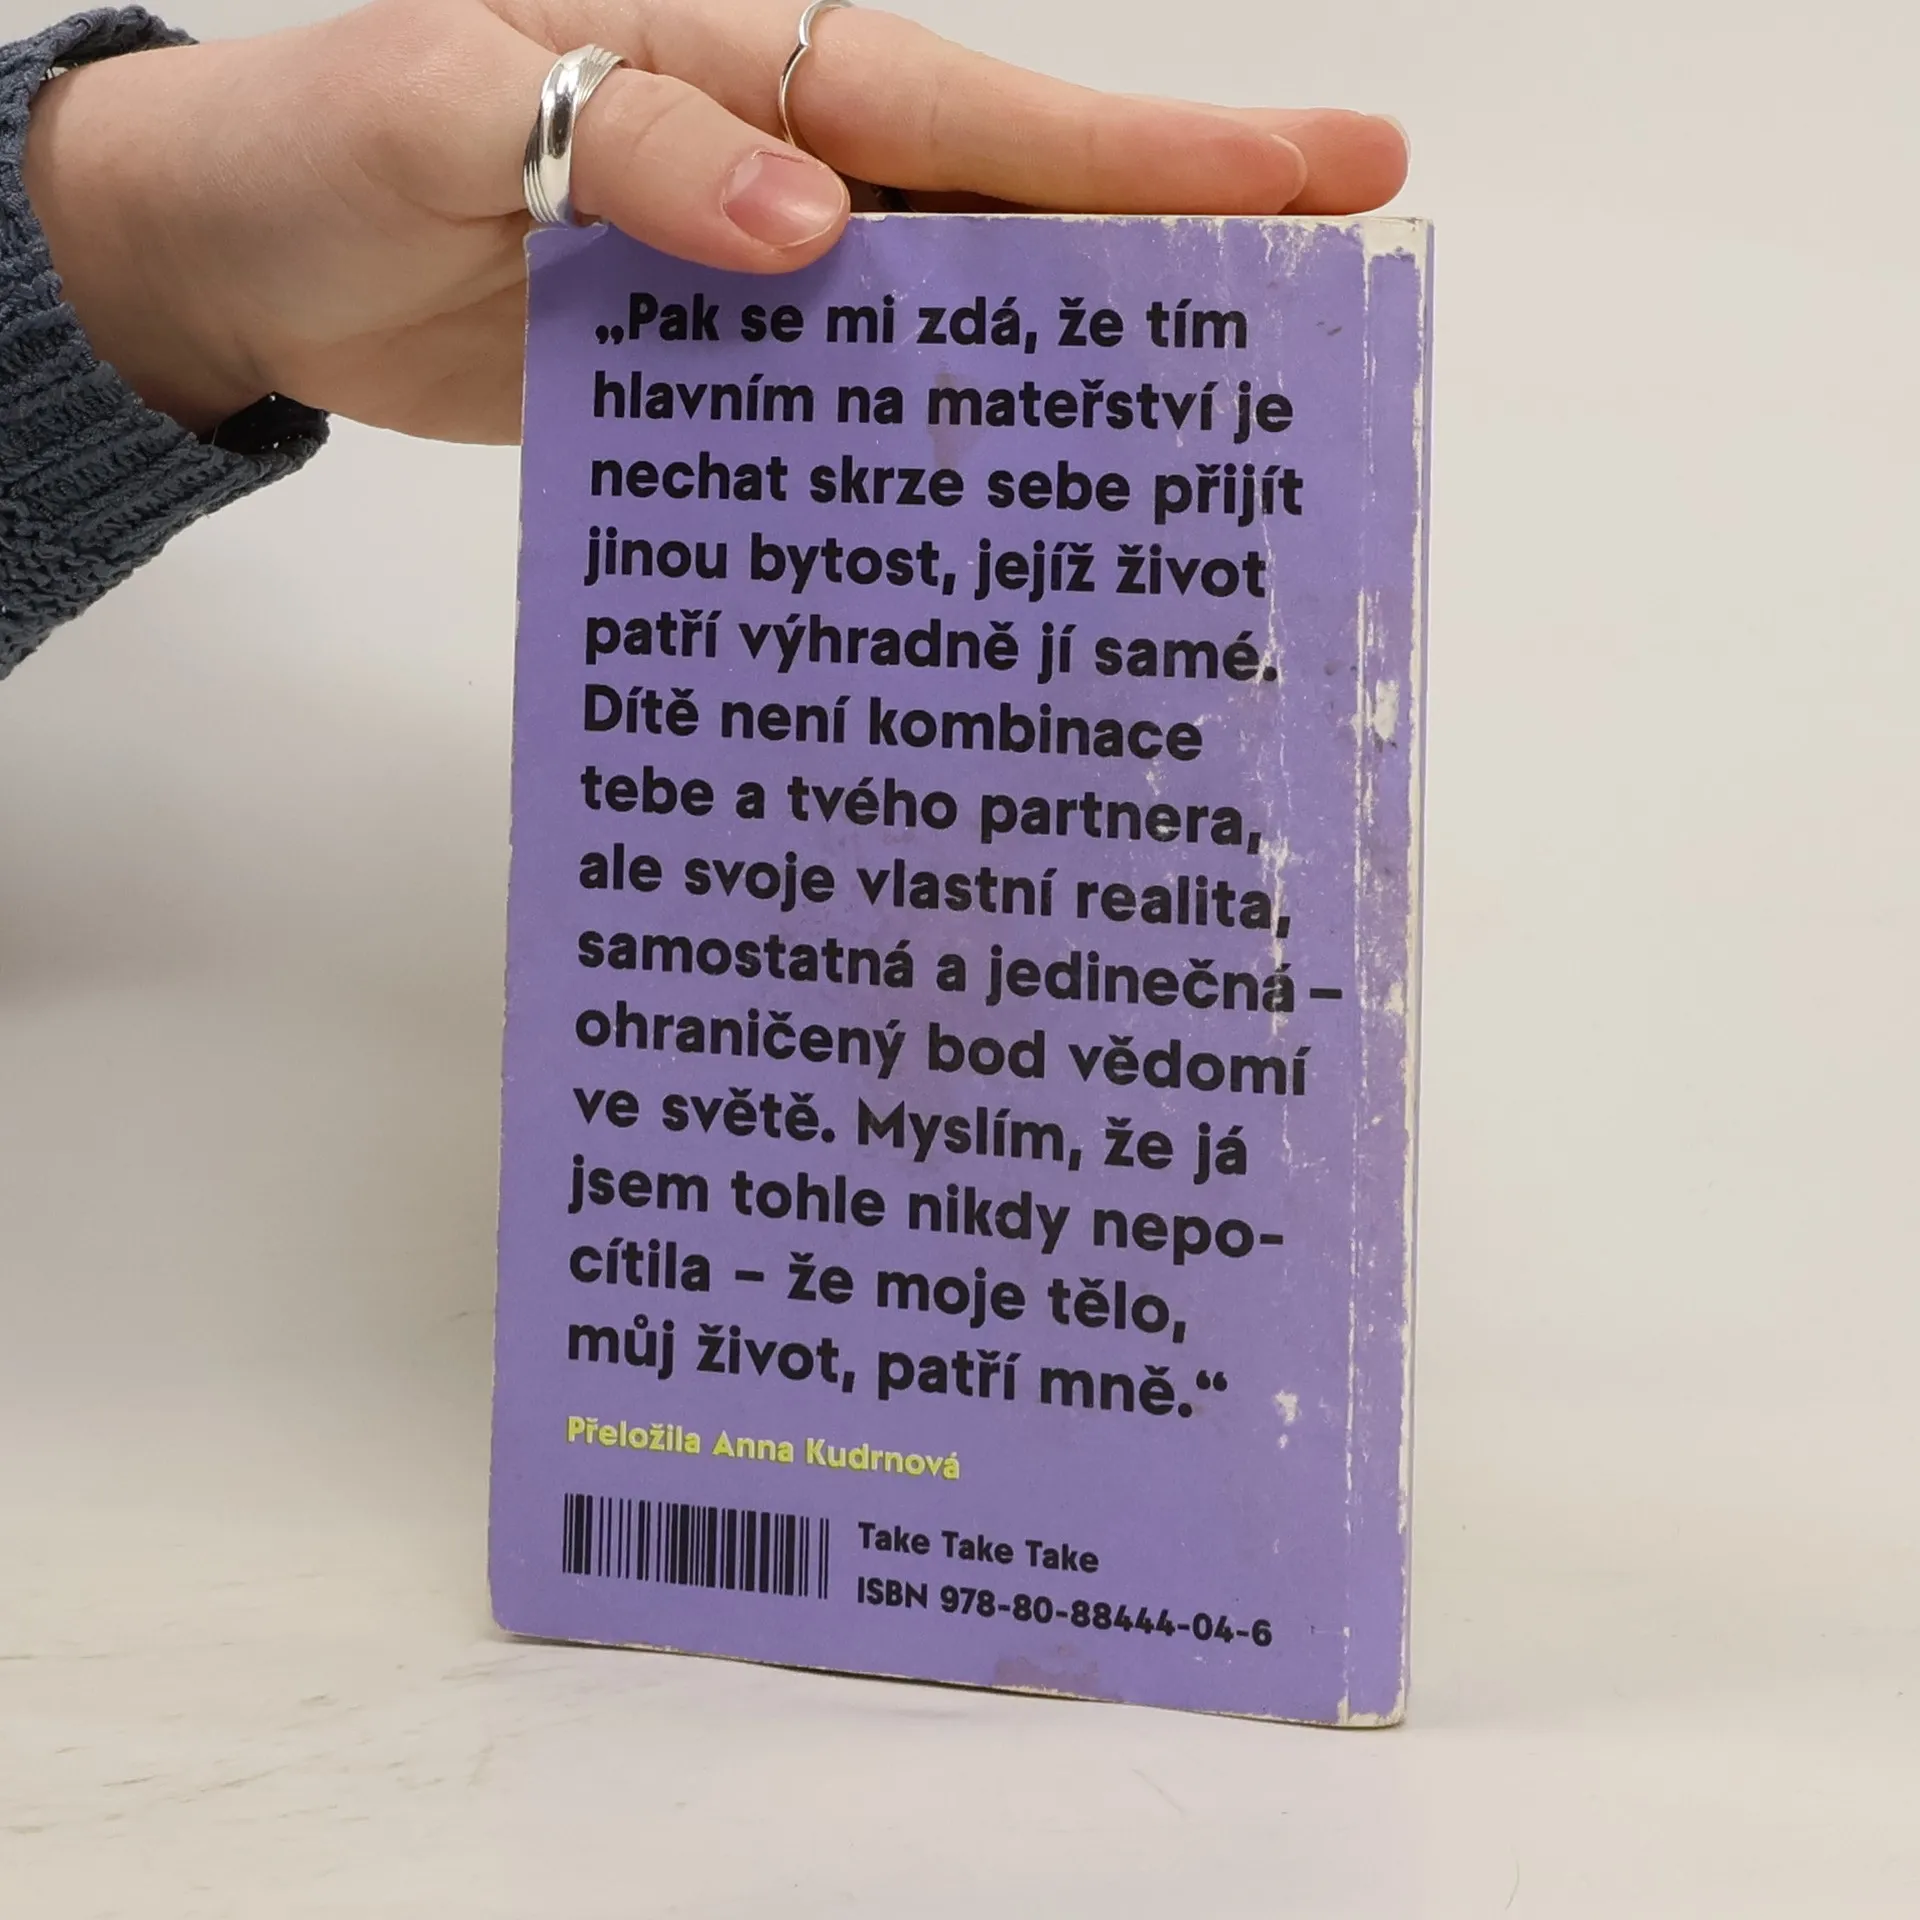 „Pak se mi zdá, že tím
hlavním na mateřství je
nechat skrze sebe přijít
jinou bytost, jejíž život
patří výhradně jí samé.
Dítě není kombinace
tebe a tvého partnera,
ale svoje vlastní realita,
samostatná a jedinečná –
ohraničený bod vědomí
ve světě. Myslím, že já
jsem tohle nikdy nepo-
cítila – že moje tělo,
můj život, patří mně.“
Přeložila Anna Kudrnová
Take Take Take
ISBN 978-80-88444-04-6